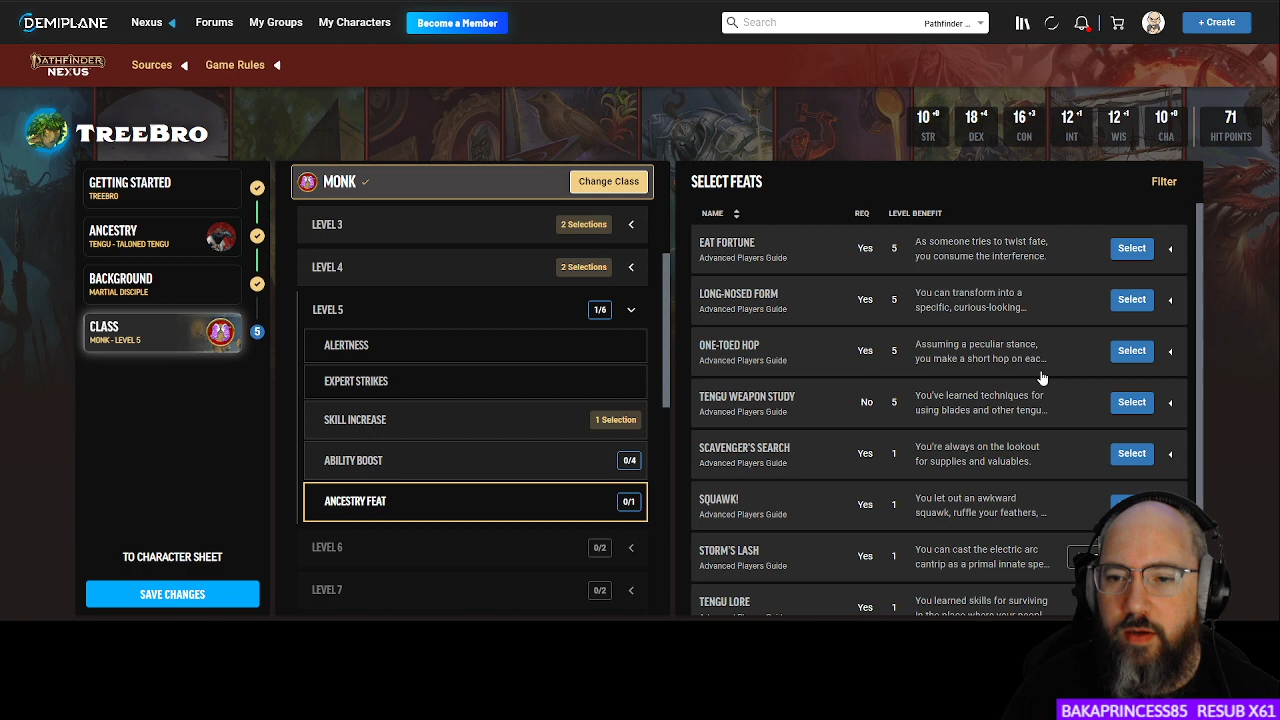 DEMIPLANE
Nexus
Forums
My Groups
My Characters
Become a Member
Search
Pathfinder ...
+ Create
PATHFINDER
NEXUS
Sources
Game Rules
TREEBRO
10 +0
STR
18 +4
DEX
16 +3
CON
12 +1
INT
12 +1
WIS
10 +0
CHA
71
HIT POINTS
GETTING STARTED
TREEBRO
ANCESTRY
TENGU - TALONED TENGU
BACKGROUND
MARTIAL DISCIPLE
CLASS
MONK - LEVEL 5
5
TO CHARACTER SHEET
SAVE CHANGES
MONK
Change Class
LEVEL 3
2 Selections
LEVEL 4
2 Selections
LEVEL 5
1/6
ALERTNESS
EXPERT STRIKES
SKILL INCREASE
1 Selection
ABILITY BOOST
0/4
ANCESTRY FEAT
0/1
LEVEL 6
0/2
LEVEL 7
0/2
SELECT FEATS
Filter
NAME
REQ
LEVEL
BENEFIT
EAT FORTUNE
Advanced Players Guide
Yes
5
As someone tries to twist fate,
you consume the interference.
Select
LONG-NOSED FORM
Advanced Players Guide
Yes
5
You can transform into a
specific, curious-looking...
Select
ONE-TOED HOP
Advanced Players Guide
Yes
5
Assuming a peculiar stance,
you make a short hop on eac...
Select
TENGU WEAPON STUDY
Advanced Players Guide
No
5
You've learned techniques for
using blades and other tengu...
Select
SCAVENGER'S SEARCH
Advanced Players Guide
Yes
1
You're always on the lookout
for supplies and valuables.
Select
SQUAWK!
Advanced Players Guide
Yes
1
You let out an awkward
squawk, ruffle your feathers, ...
STORM'S LASH
Advanced Players Guide
Yes
1
You can cast the electric arc
cantrip as a primal innate spe...
TENGU LORE
Yes
1
You learned skills for surviving
in the place where your peopl
BAKAPRINCESS85 RESUB X61